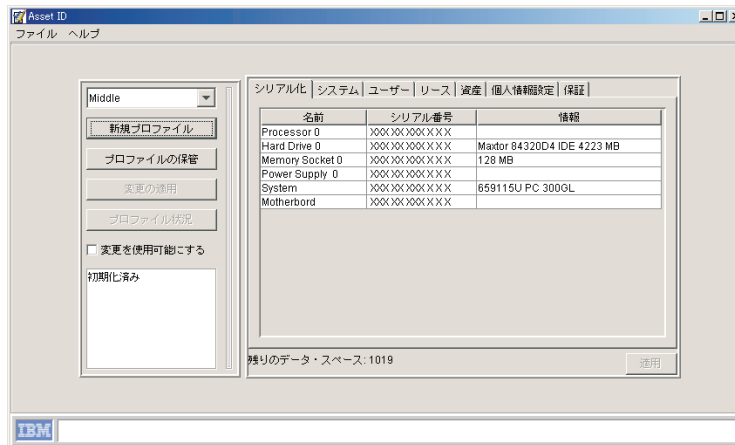 Asset ID
ファイル ヘルプ
Middle
新規プロファイル
プロファイルの保管
変更の適用
プロファイル状況
変更を使用可能にする
初期化済み
シリアル化 システム ユーザー リース 資産 個人情報設定 保証
名前 シリアル番号 情報
Processor 0 XXXXXXXXXXXX
Hard Drive 0 XXXXXXXXXXXX Maxtor 84320D4 IDE 4223 MB
Memory Socket 0 XXXXXXXXXXXX 128 MB
Power Supply 0 XXXXXXXXXXXX
System XXXXXXXXXXXX 659115U PC 300GL
Motherbord XXXXXXXXXXXX
残りのデータ・スペース: 1019
適用
IBM